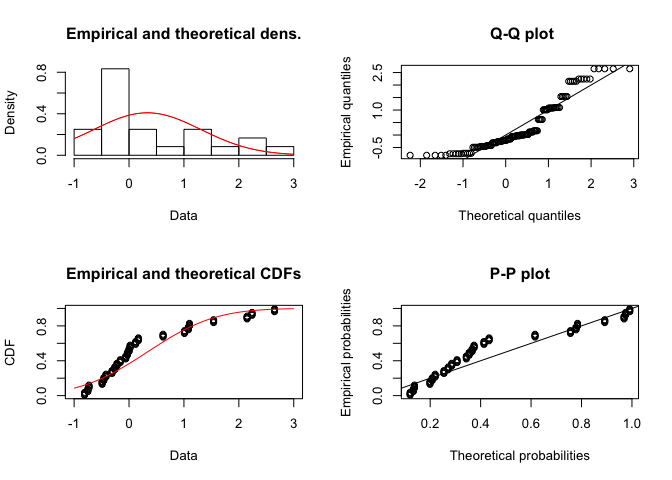 Empirical and theoretical dens.
Density
0.0 0.4 0.8
-1 0 1 2 3
Data
Q-Q plot
Empirical quantiles
-0.5 1.0 2.5
-2 -1 0 1 2 3
Theoretical quantiles
Empirical and theoretical CDFs
CDF
0.0 0.4 0.8
-1 0 1 2 3
Data
P-P plot
Empirical probabilities
0.0 0.4 0.8
0.2 0.4 0.6 0.8 1.0
Theoretical probabilities